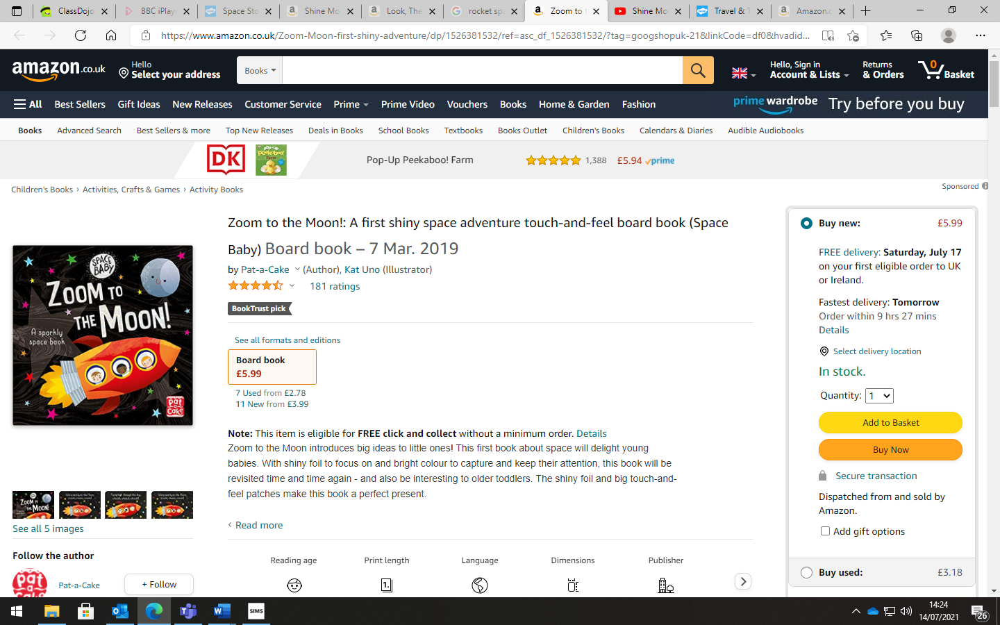 ClassDojo
BBC iPlay
Space Sto
Shine Mo
Look, The
rocket sp
Zoom to t
Shine Mo
Travel & T
Amazon.c
https://www.amazon.co.uk/Zoom-Moon-first-shiny-adventure/dp/1526381532/ref=asc_df_1526381532/?tag=googshopuk-21&linkCode=df0&hvadid...
amazon.co.uk
Hello
Select your address
Books
Hello, Sign in
Account & Lists
Returns
& Orders
0
Basket
All Best Sellers Gift Ideas New Releases Customer Service Prime Prime Video Vouchers Books Home & Garden Fashion
prime wardrobe Try before you buy
Books Advanced Search Best Sellers & more Top New Releases Deals in Books School Books Textbooks Books Outlet Children's Books Calendars & Diaries Audible Audiobooks
DK
pop-up
peekaboo!
Farm
Pop-Up Peekaboo! Farm 1,388 £5.94 prime
Children's Books › Activities, Crafts & Games › Activity Books
Sponsored
SPACE
BABY
ZOOM TO
THE MOON!
A sparkly
space book
pat
a
cake
See all 5 images
Follow the author
Pat-a-Cake
+ Follow
Zoom to the Moon!: A first shiny space adventure touch-and-feel board book (Space
Baby) Board book – 7 Mar. 2019
by Pat-a-Cake (Author), Kat Uno (Illustrator)
181 ratings
BookTrust pick
See all formats and editions
Board book
£5.99
7 Used from £2.78
11 New from £3.99
Note: This item is eligible for FREE click and collect without a minimum order. Details
Zoom to the Moon introduces big ideas to little ones! This first book about space will delight young
babies. With shiny foil to focus on and bright colour to capture and keep their attention, this book will be
revisited time and time again - and also be interesting to older toddlers. The shiny foil and big touch-and-
feel patches make this book a perfect present.
‹ Read more
Reading age
Print length
Language
Dimensions
Publisher
Buy new: £5.99
FREE delivery: Saturday, July 17
on your first eligible order to UK
or Ireland.
Fastest delivery: Tomorrow
Order within 9 hrs 27 mins
Details
Select delivery location
In stock.
Quantity: 1
Add to Basket
Buy Now
Secure transaction
Dispatched from and sold by
Amazon.
Add gift options
Buy used: £3.18
SIMS
14:24
14/07/2021
26